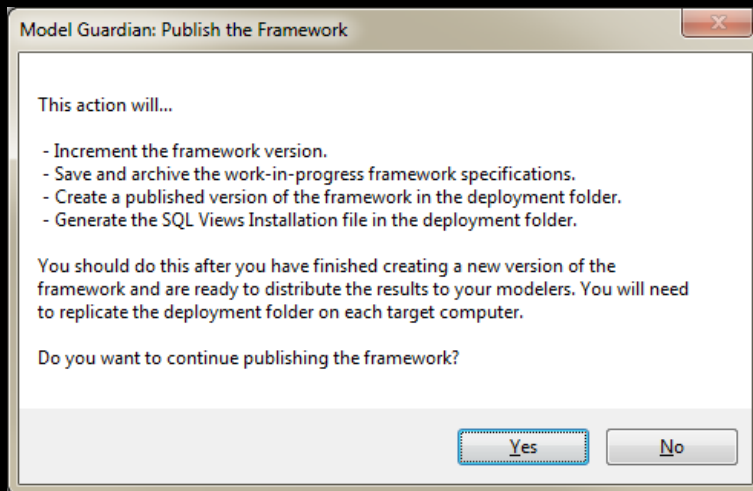 Model Guardian: Publish the Framework
This action will...
- Increment the framework version.
- Save and archive the work-in-progress framework specifications.
- Create a published version of the framework in the deployment folder.
- Generate the SQL Views Installation file in the deployment folder.
You should do this after you have finished creating a new version of the
framework and are ready to distribute the results to your modelers. You will need
to replicate the deployment folder on each target computer.
Do you want to continue publishing the framework?
Yes No